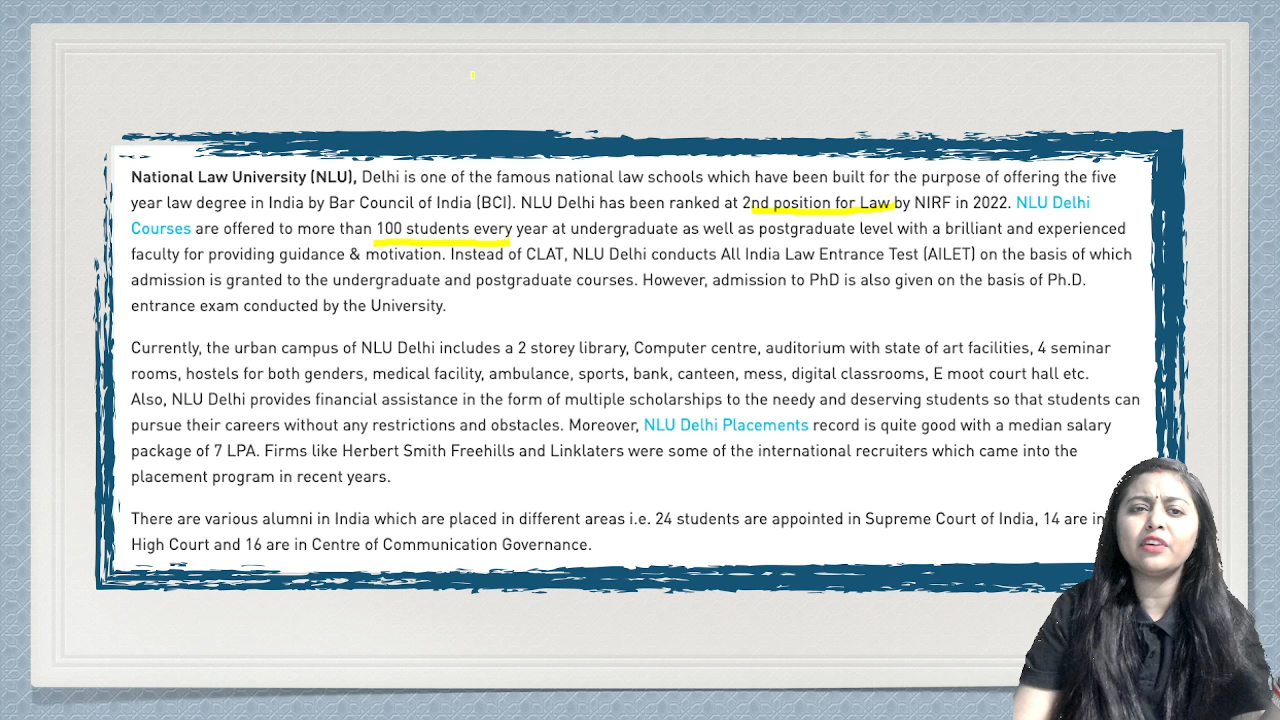 National Law University (NLU), Delhi is one of the famous national law schools which have been built for the purpose of offering the five
year law degree in India by Bar Council of India (BCI). NLU Delhi has been ranked at 2nd position for Law by NIRF in 2022. NLU Delhi
Courses are offered to more than 100 students every year at undergraduate as well as postgraduate level with a brilliant and experienced
faculty for providing guidance & motivation. Instead of CLAT, NLU Delhi conducts All India Law Entrance Test (AILET) on the basis of which
admission is granted to the undergraduate and postgraduate courses. However, admission to PhD is also given on the basis of Ph.D.
entrance exam conducted by the University.
Currently, the urban campus of NLU Delhi includes a 2 storey library, Computer centre, auditorium with state of art facilities, 4 seminar
rooms, hostels for both genders, medical facility, ambulance, sports, bank, canteen, mess, digital classrooms, E moot court hall etc.
Also, NLU Delhi provides financial assistance in the form of multiple scholarships to the needy and deserving students so that students can
pursue their careers without any restrictions and obstacles. Moreover, NLU Delhi Placements record is quite good with a median salary
package of 7 LPA. Firms like Herbert Smith Freehills and Linklaters were some of the international recruiters which came into the
placement program in recent years.
There are various alumni in India which are placed in different areas i.e. 24 students are appointed in Supreme Court of India, 14 are in
High Court and 16 are in Centre of Communication Governance.